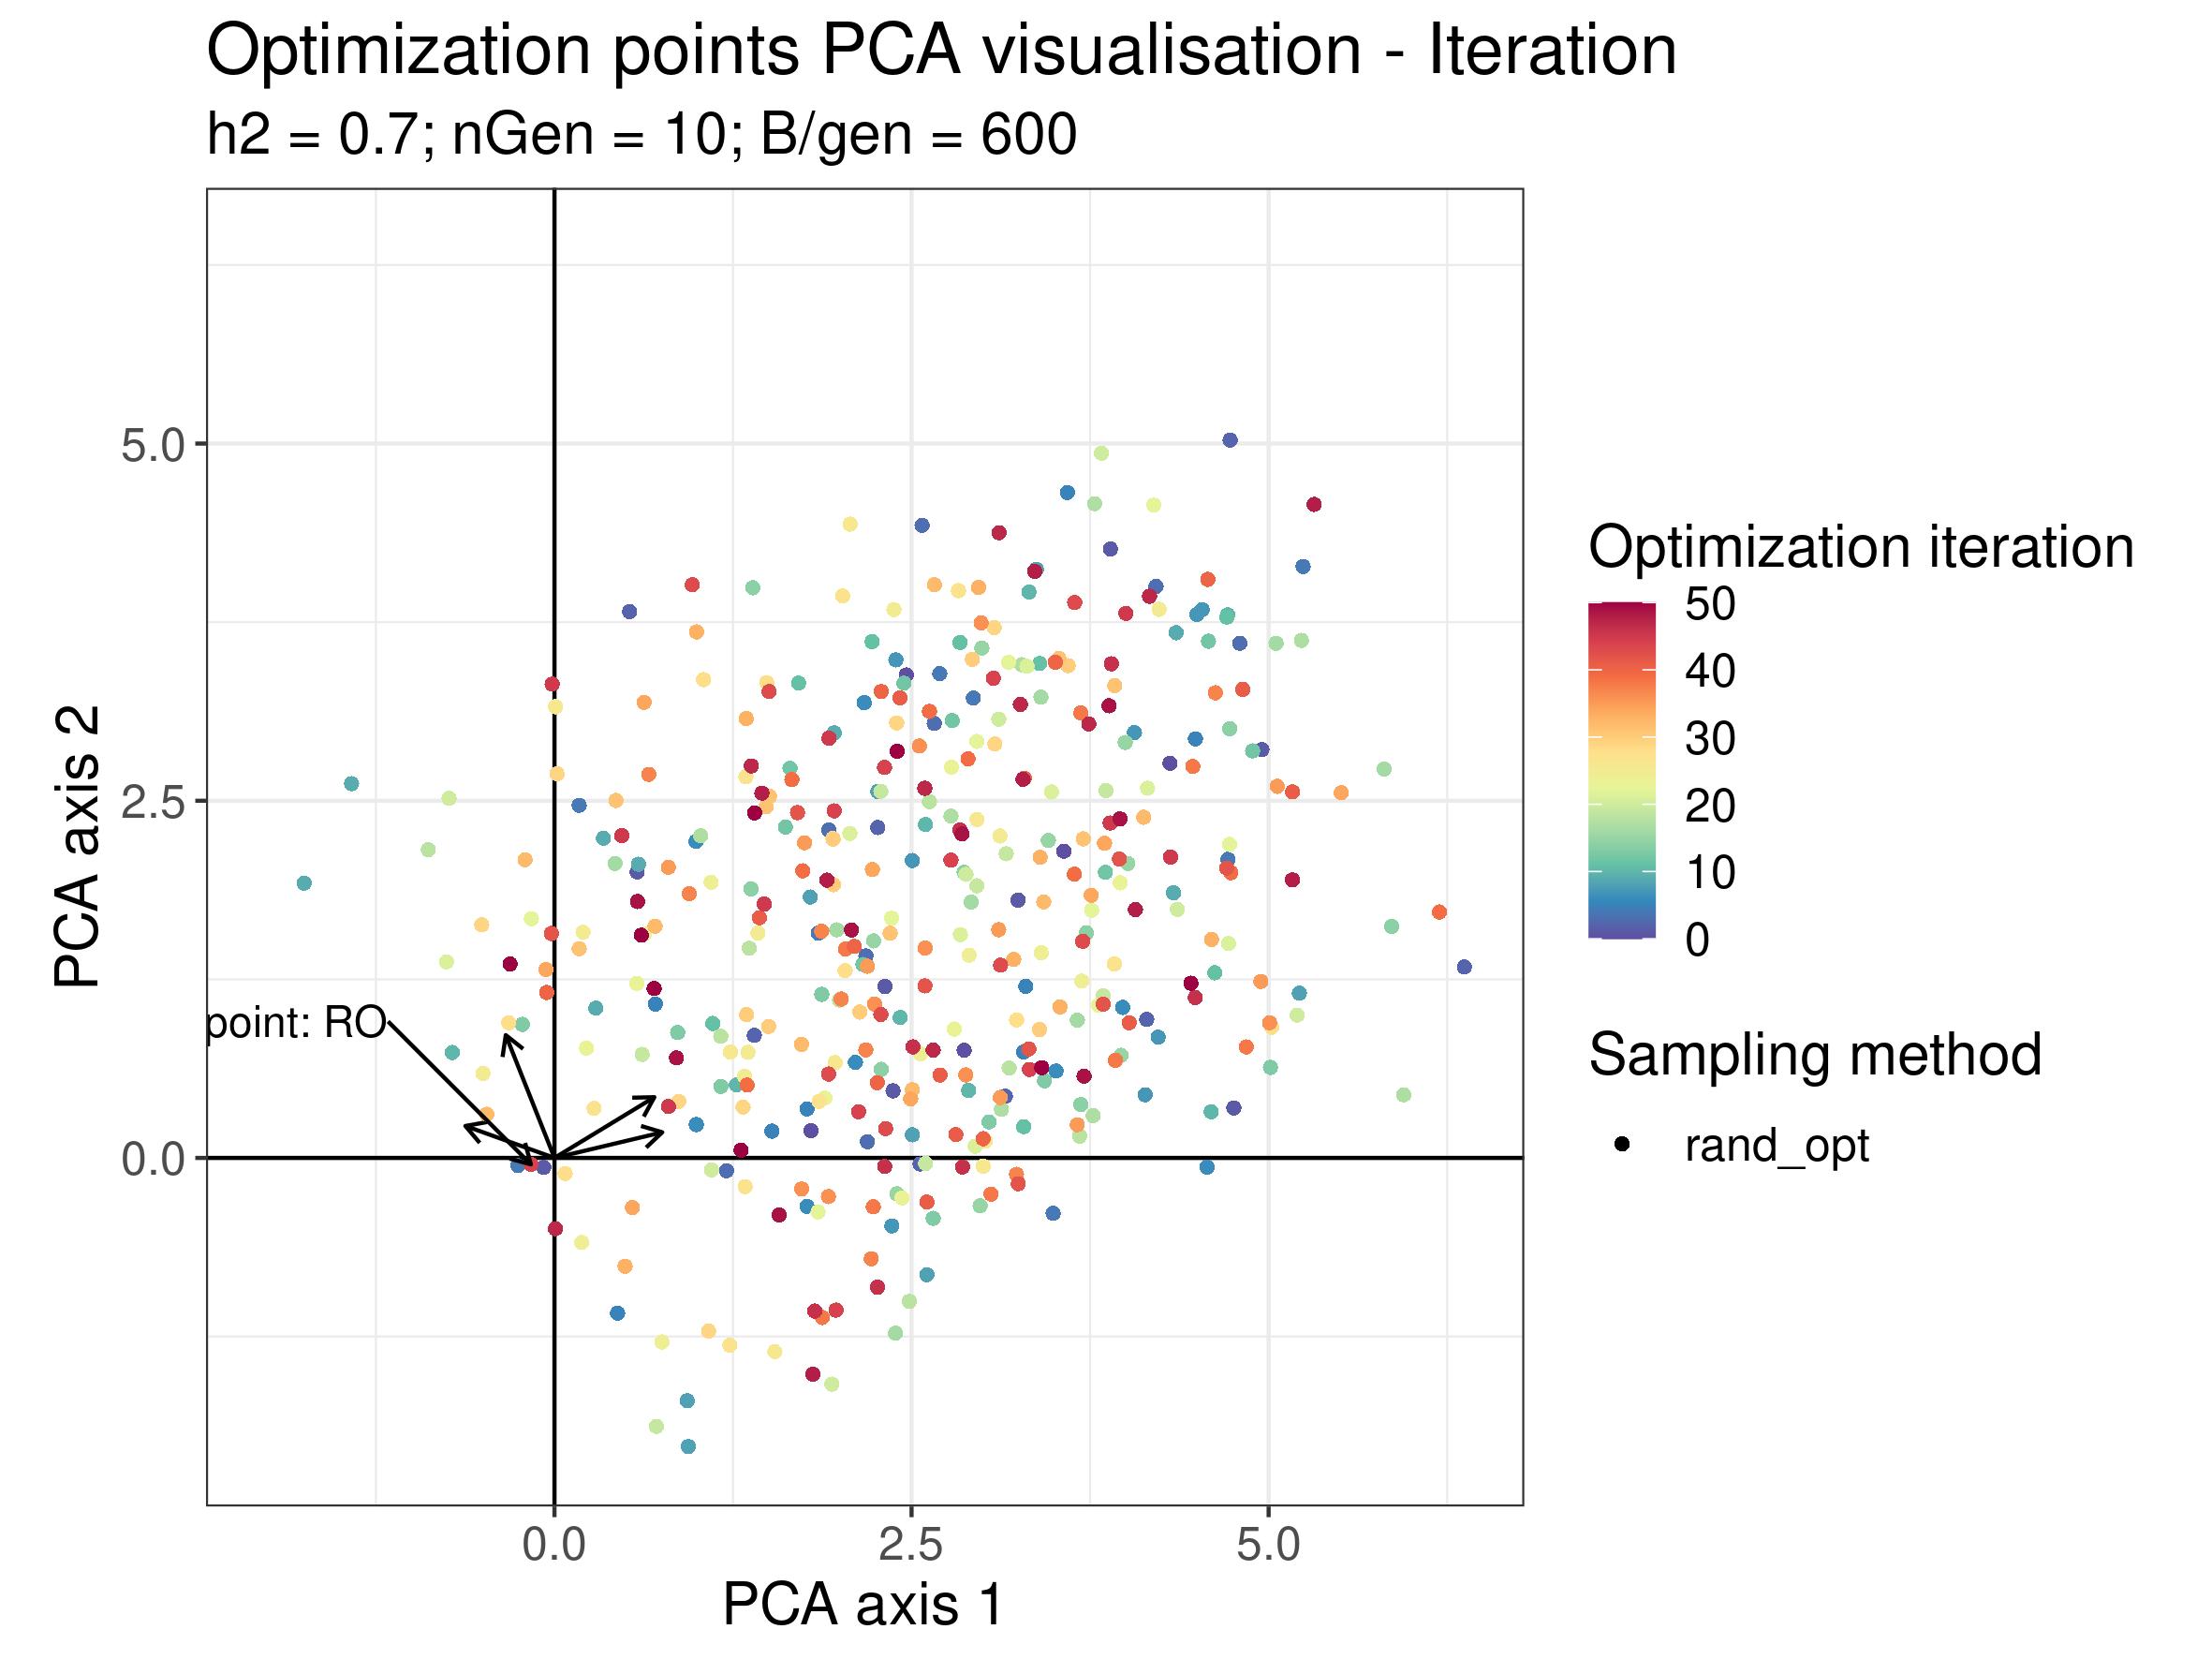 Optimization points PCA visualisation - Iteration
h2 = 0.7; nGen = 10; B/gen = 600
PCA axis 2
5.0
2.5
0.0
point: RO
0.0
2.5
5.0
PCA axis 1
Optimization iteration
50
40
30
20
10
0
Sampling method
rand_opt